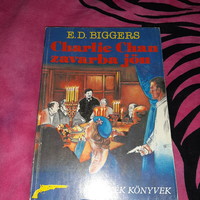 E.D. BIGGERS
Charlie Chan
zavarba jön
KÖNYVEK